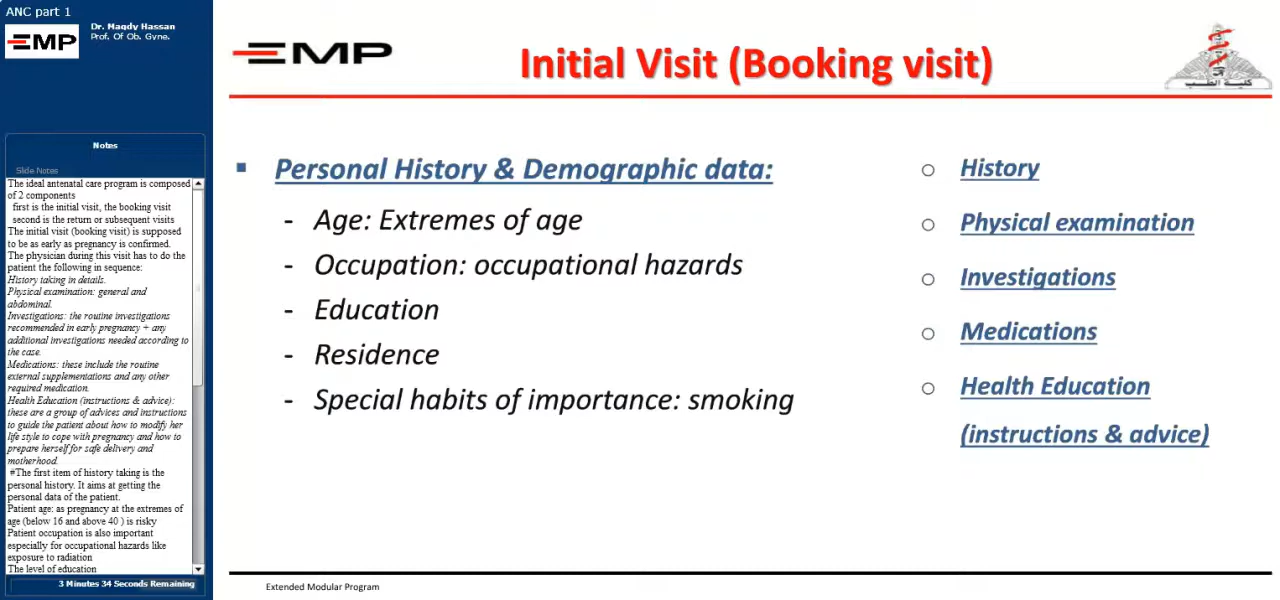 ANC part 1
EMP
Dr. Magdy Hassan
Prof. Of Ob. Gyne.
Notes
Slide Notes
The ideal antenatal care program is composed
of 2 components
first is the initial visit, the booking visit
second is the return or subsequent visits
The initial visit (booking visit) is supposed
to be as early as pregnancy is confirmed.
The physician during this visit has to do the
patient the following in sequence:
History taking in details.
Physical examination: general and
abdominal.
Investigations: the routine investigations
recommended in early pregnancy + any
additional investigations needed according to
the case.
Medications: these include the routine
external supplementations and any other
required medication.
Health Education (instructions & advice):
these are a group of advices and instructions
to guide the patient about how to modify her
life style to cope with pregnancy and how to
prepare herself for safe delivery and
motherhood.
#The first item of history taking is the
personal history. It aims at getting the
personal data of the patient.
Patient age: as pregnancy at the extremes of
age (below 16 and above 40 ) is risky
Patient occupation is also important
especially for occupational hazards like
exposure to radiation
The level of education
3 Minutes 34 Seconds Remaining
EMP
Initial Visit (Booking visit)
كلية الطب
▪ Personal History & Demographic data:
- Age: Extremes of age
- Occupation: occupational hazards
- Education
- Residence
- Special habits of importance: smoking
○ History
○ Physical examination
○ Investigations
○ Medications
○ Health Education
(instructions & advice)
Extended Modular Program